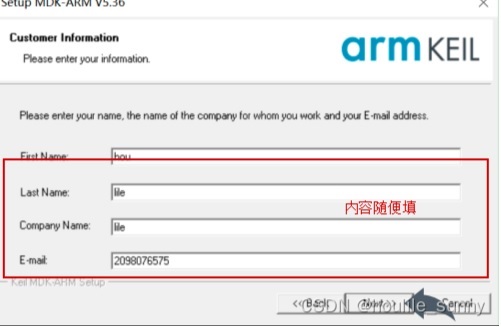 Setup MDK-ARM V5.36
Customer Information
Please enter your information.
arm KEIL
Please enter your name, the name of the company for whom you work and your E-mail address.
First Name: hou
Last Name: lile
内容随便填
Company Name: lile
E-mail: 2098076575
Keil MDK-ARM Setup
<< Back Next >> Cancel
CSDN @houlile_sunny